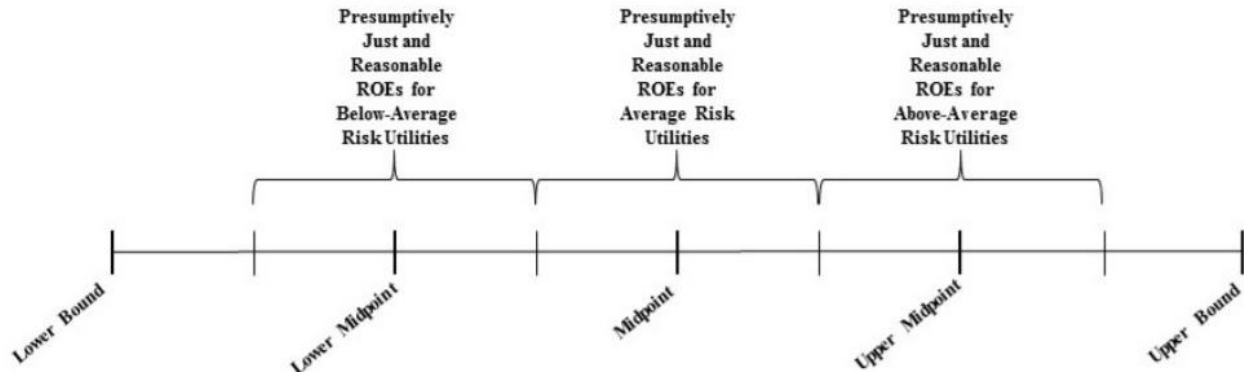 Presumptively
Just and
Reasonable
ROEs for
Below-Average
Risk Utilities
Presumptively
Just and
Reasonable
ROEs for
Average Risk
Utilities
Presumptively
Just and
Reasonable
ROEs for
Above-Average
Risk Utilities
Lower Bound
Lower Midpoint
Midpoint
Upper Midpoint
Upper Bound